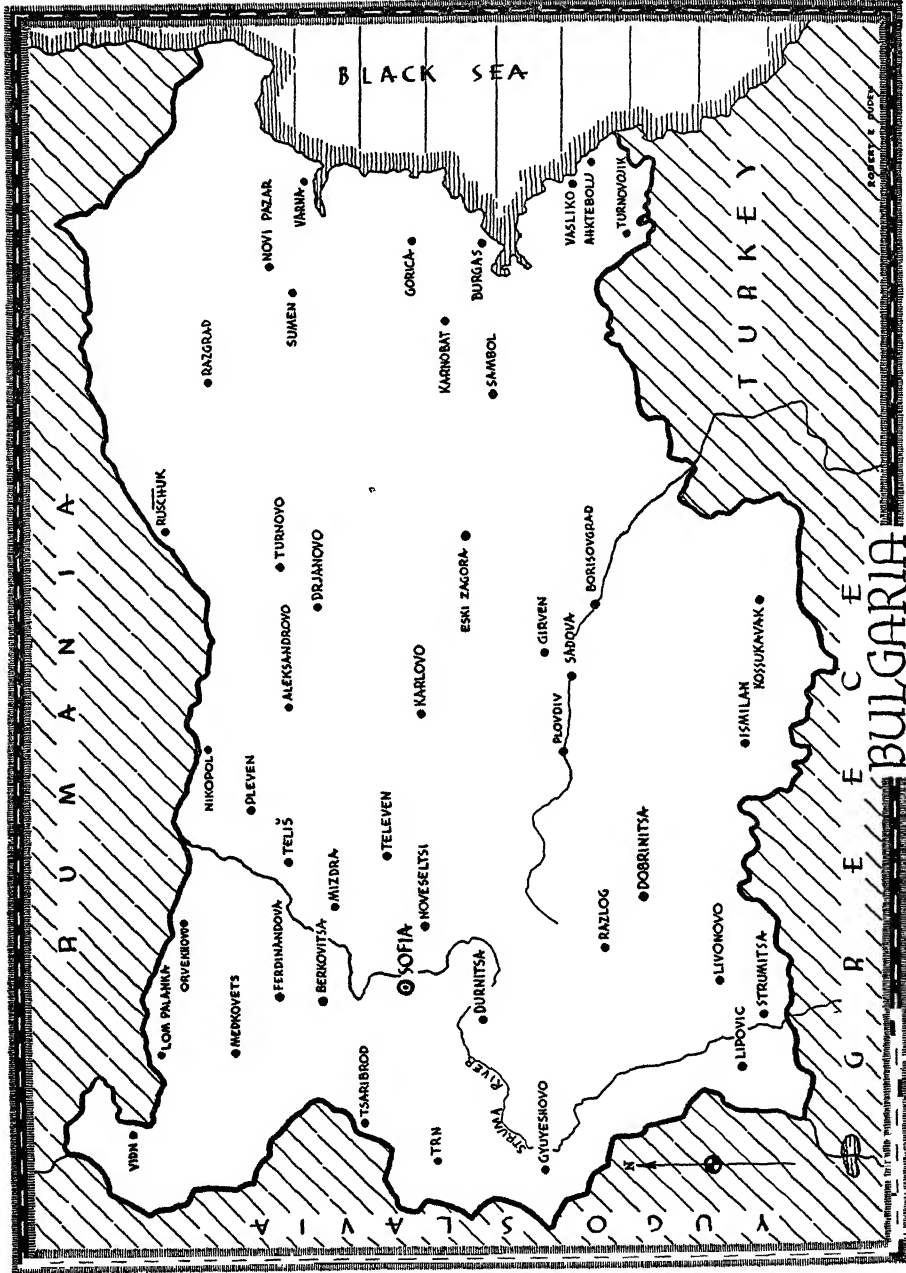 RUMANIA
BLACK SEA
VIDN
LOM PALANKA
ORVEKHOVO
NIKOPOL
RUSCHUK
RAZGRAD
NOVI PAZAR
VARNA
SUMEN
MEDKOVETS
PLEVEN
FERDINANDOVA
TELIŠ
ALEKSANDROVO
TURNOVO
DRJANOVO
BERKOVITSA
MIZDRA
TSARIBROD
TELEVEN
SOFIA
NOVESELTSI
KARLOVO
GORICA
KARNOBAT
BURGAS
SAMBOL
ESKI ZAGORA
TRN
DURNITSA
STRUMA RIVER
GYUYESHOVO
PLOVDIV
GIRVEN
SADOVA
BORISOVGRAD
VASLIKO
AHKTEBOLU
TURNOVOJIK
RAZLOG
DOBRINITSA
LIVONOVO
LIPOVIC
STRUMITSA
ISMILAN
KOSSUKAVAK
YUGOSLAVIA
N
TURKEY
GREECE
ROBERT E
BULGARIA